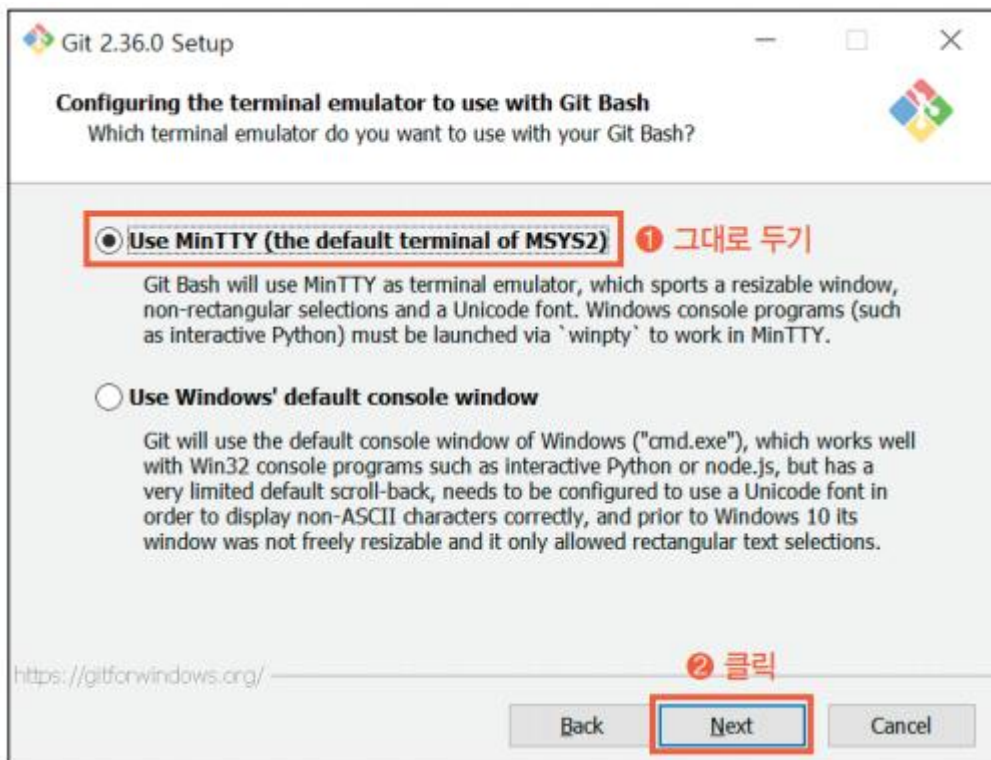 Git 2.36.0 Setup
Configuring the terminal emulator to use with Git Bash
Which terminal emulator do you want to use with your Git Bash?
Use MinTTY (the default terminal of MSYS2)
❶ 그대로 두기
Git Bash will use MinTTY as terminal emulator, which sports a resizable window,
non-rectangular selections and a Unicode font. Windows console programs (such
as interactive Python) must be launched via `winpty` to work in MinTTY.
Use Windows' default console window
Git will use the default console window of Windows ("cmd.exe"), which works well
with Win32 console programs such as interactive Python or node.js, but has a
very limited default scroll-back, needs to be configured to use a Unicode font in
order to display non-ASCII characters correctly, and prior to Windows 10 its
window was not freely resizable and it only allowed rectangular text selections.
https://gitforwindows.org/
❷ 클릭
Back
Next
Cancel